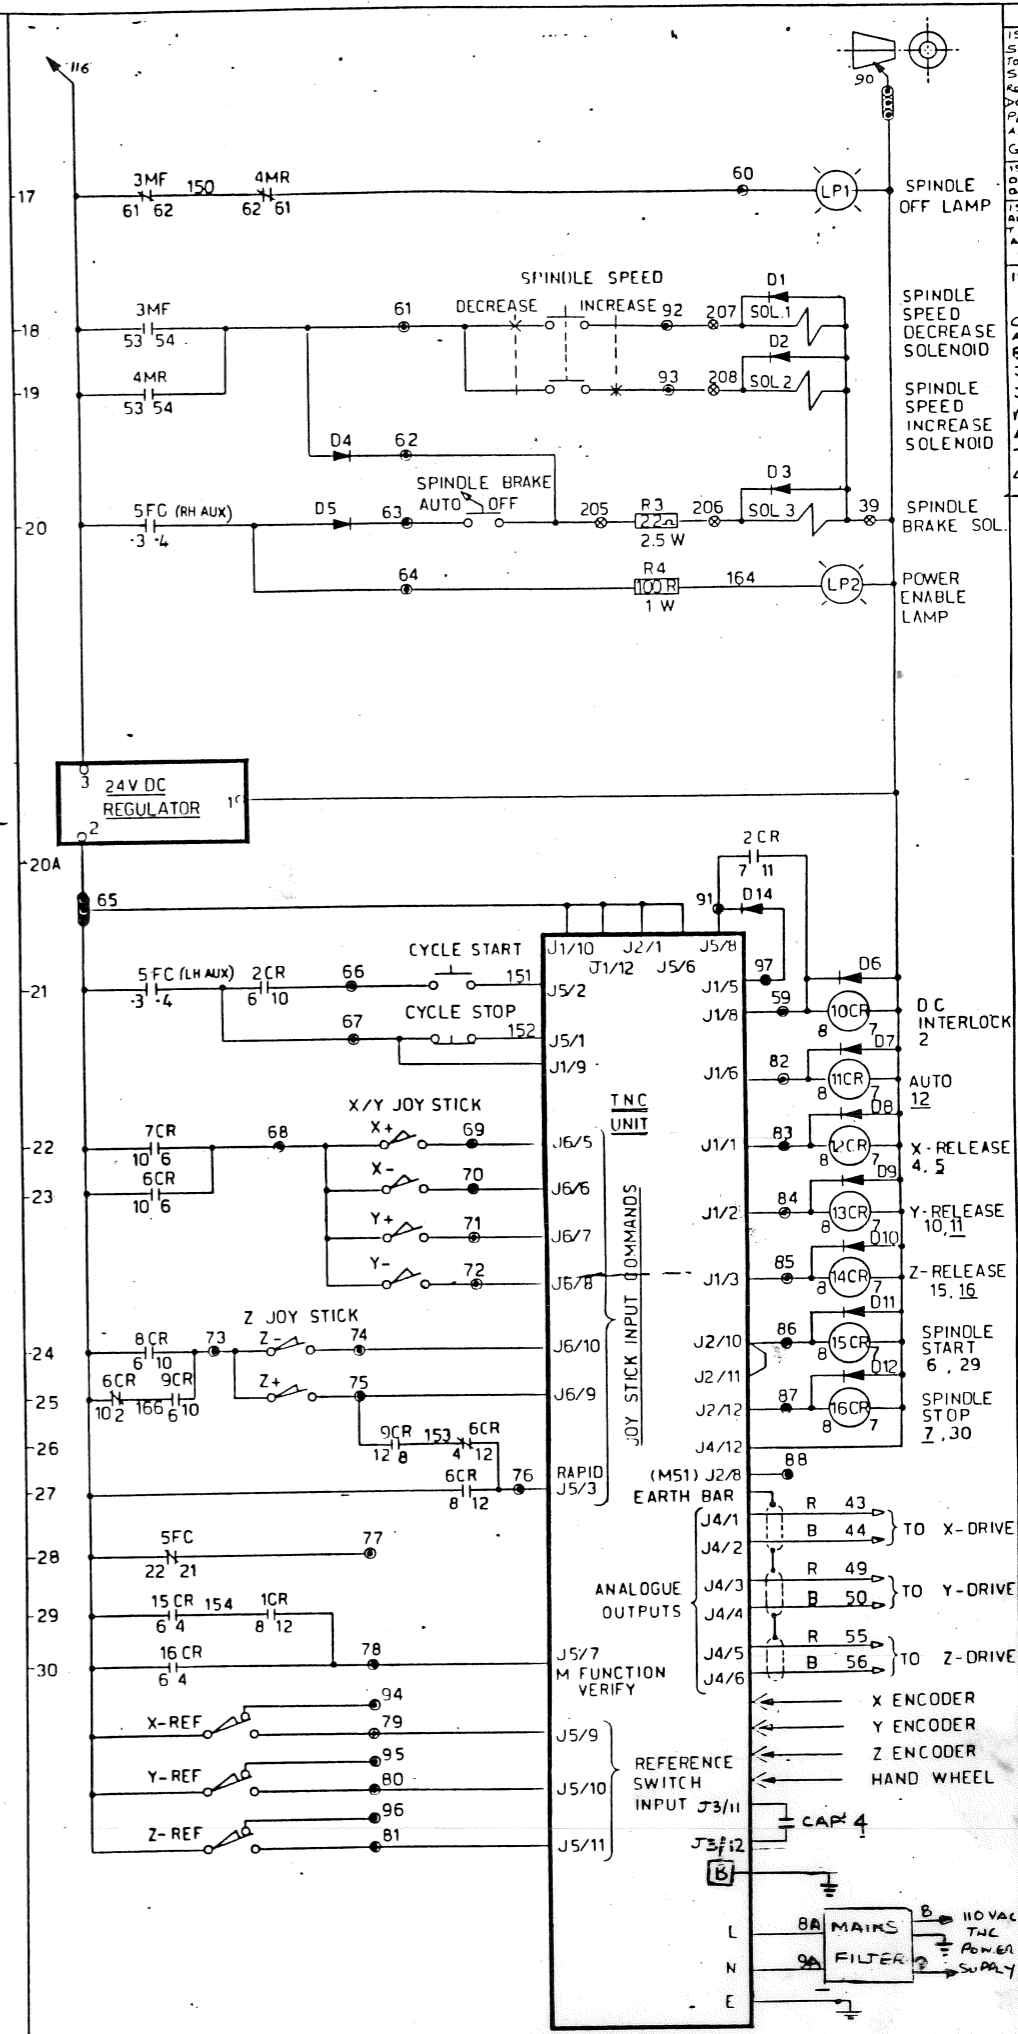 116
90
17
3MF
150
4MR
61 62
62 61
60
LP1
SPINDLE
OFF LAMP
SPINDLE SPEED
DECREASE
INCREASE
D1
18
3MF
53 54
61
92
207
SOL.1
SPINDLE
SPEED
DECREASE
SOLENOID
D2
19
4MR
53 54
93
208
SOL 2
SPINDLE
SPEED
INCREASE
SOLENOID
D4
62
SPINDLE BRAKE
AUTO
OFF
D3
20
5FC (RH AUX)
-3 -4
D5
63
205
R3
22Ω
2.5 W
206
SOL 3
39
SPINDLE
BRAKE SOL.
64
R4
100R
1 W
164
LP2
POWER
ENABLE
LAMP
3
24V DC
REGULATOR
1
2
20A
2CR
7 11
65
91
D14
J1/10
J2/1
J5/8
J1/12
J5/6
CYCLE START
21
5FC (LH AUX)
-3 -4
2CR
6 10
66
151
J5/2
J1/5
97
D6
CYCLE STOP
67
152
J5/1
J1/8
59
8
10CR
7
DC
INTERLOCK
2
J1/9
D7
J1/6
82
8
11CR
7
AUTO
12
TNC
UNIT
X/Y JOY STICK
D8
22
7CR
10 6
68
X+
69
J6/5
J1/1
83
8
12CR
7
X-RELEASE
4,5
23
6CR
10 6
X-
70
J6/6
D9
J1/2
84
8
13CR
7
Y-RELEASE
10,11
Y+
71
J6/7
D10
Y-
72
J6/8
J1/3
85
8
14CR
7
Z-RELEASE
15,16
JOY STICK INPUT COMMANDS
Z JOY STICK
D11
24
8CR
6 10
73
Z-
74
J6/10
J2/10
86
8
15CR
7
SPINDLE
START
6,29
J2/11
D12
25
6CR
10 2
166
9CR
6 10
Z+
75
J6/9
J2/12
87
8
16CR
7
SPINDLE
STOP
7,30
26
9CR
12 8
153
6CR
4 12
J4/12
27
6CR
8 12
76
RAPID
J5/3
(M51) J2/8
88
EARTH BAR
J4/1
R 43
J4/2
B 44
TO X-DRIVE
28
5FC
22 21
77
ANALOGUE
OUTPUTS
J4/3
R 49
J4/4
B 50
TO Y-DRIVE
29
15CR
6 4
154
1CR
8 12
30
16CR
6 4
78
J5/7
M FUNCTION
VERIFY
J4/5
R 55
J4/6
B 56
TO Z-DRIVE
94
X-REF
79
J5/9
X ENCODER
Y ENCODER
Z ENCODER
HAND WHEEL
95
Y-REF
80
J5/10
REFERENCE
SWITCH
INPUT
J3/11
CAP 4
96
Z-REF
81
J5/11
J3/12
B
L
8A
MAINS
FILTER
8
110 VAC
TNC
POWER
SUPPLY
N
9A
E